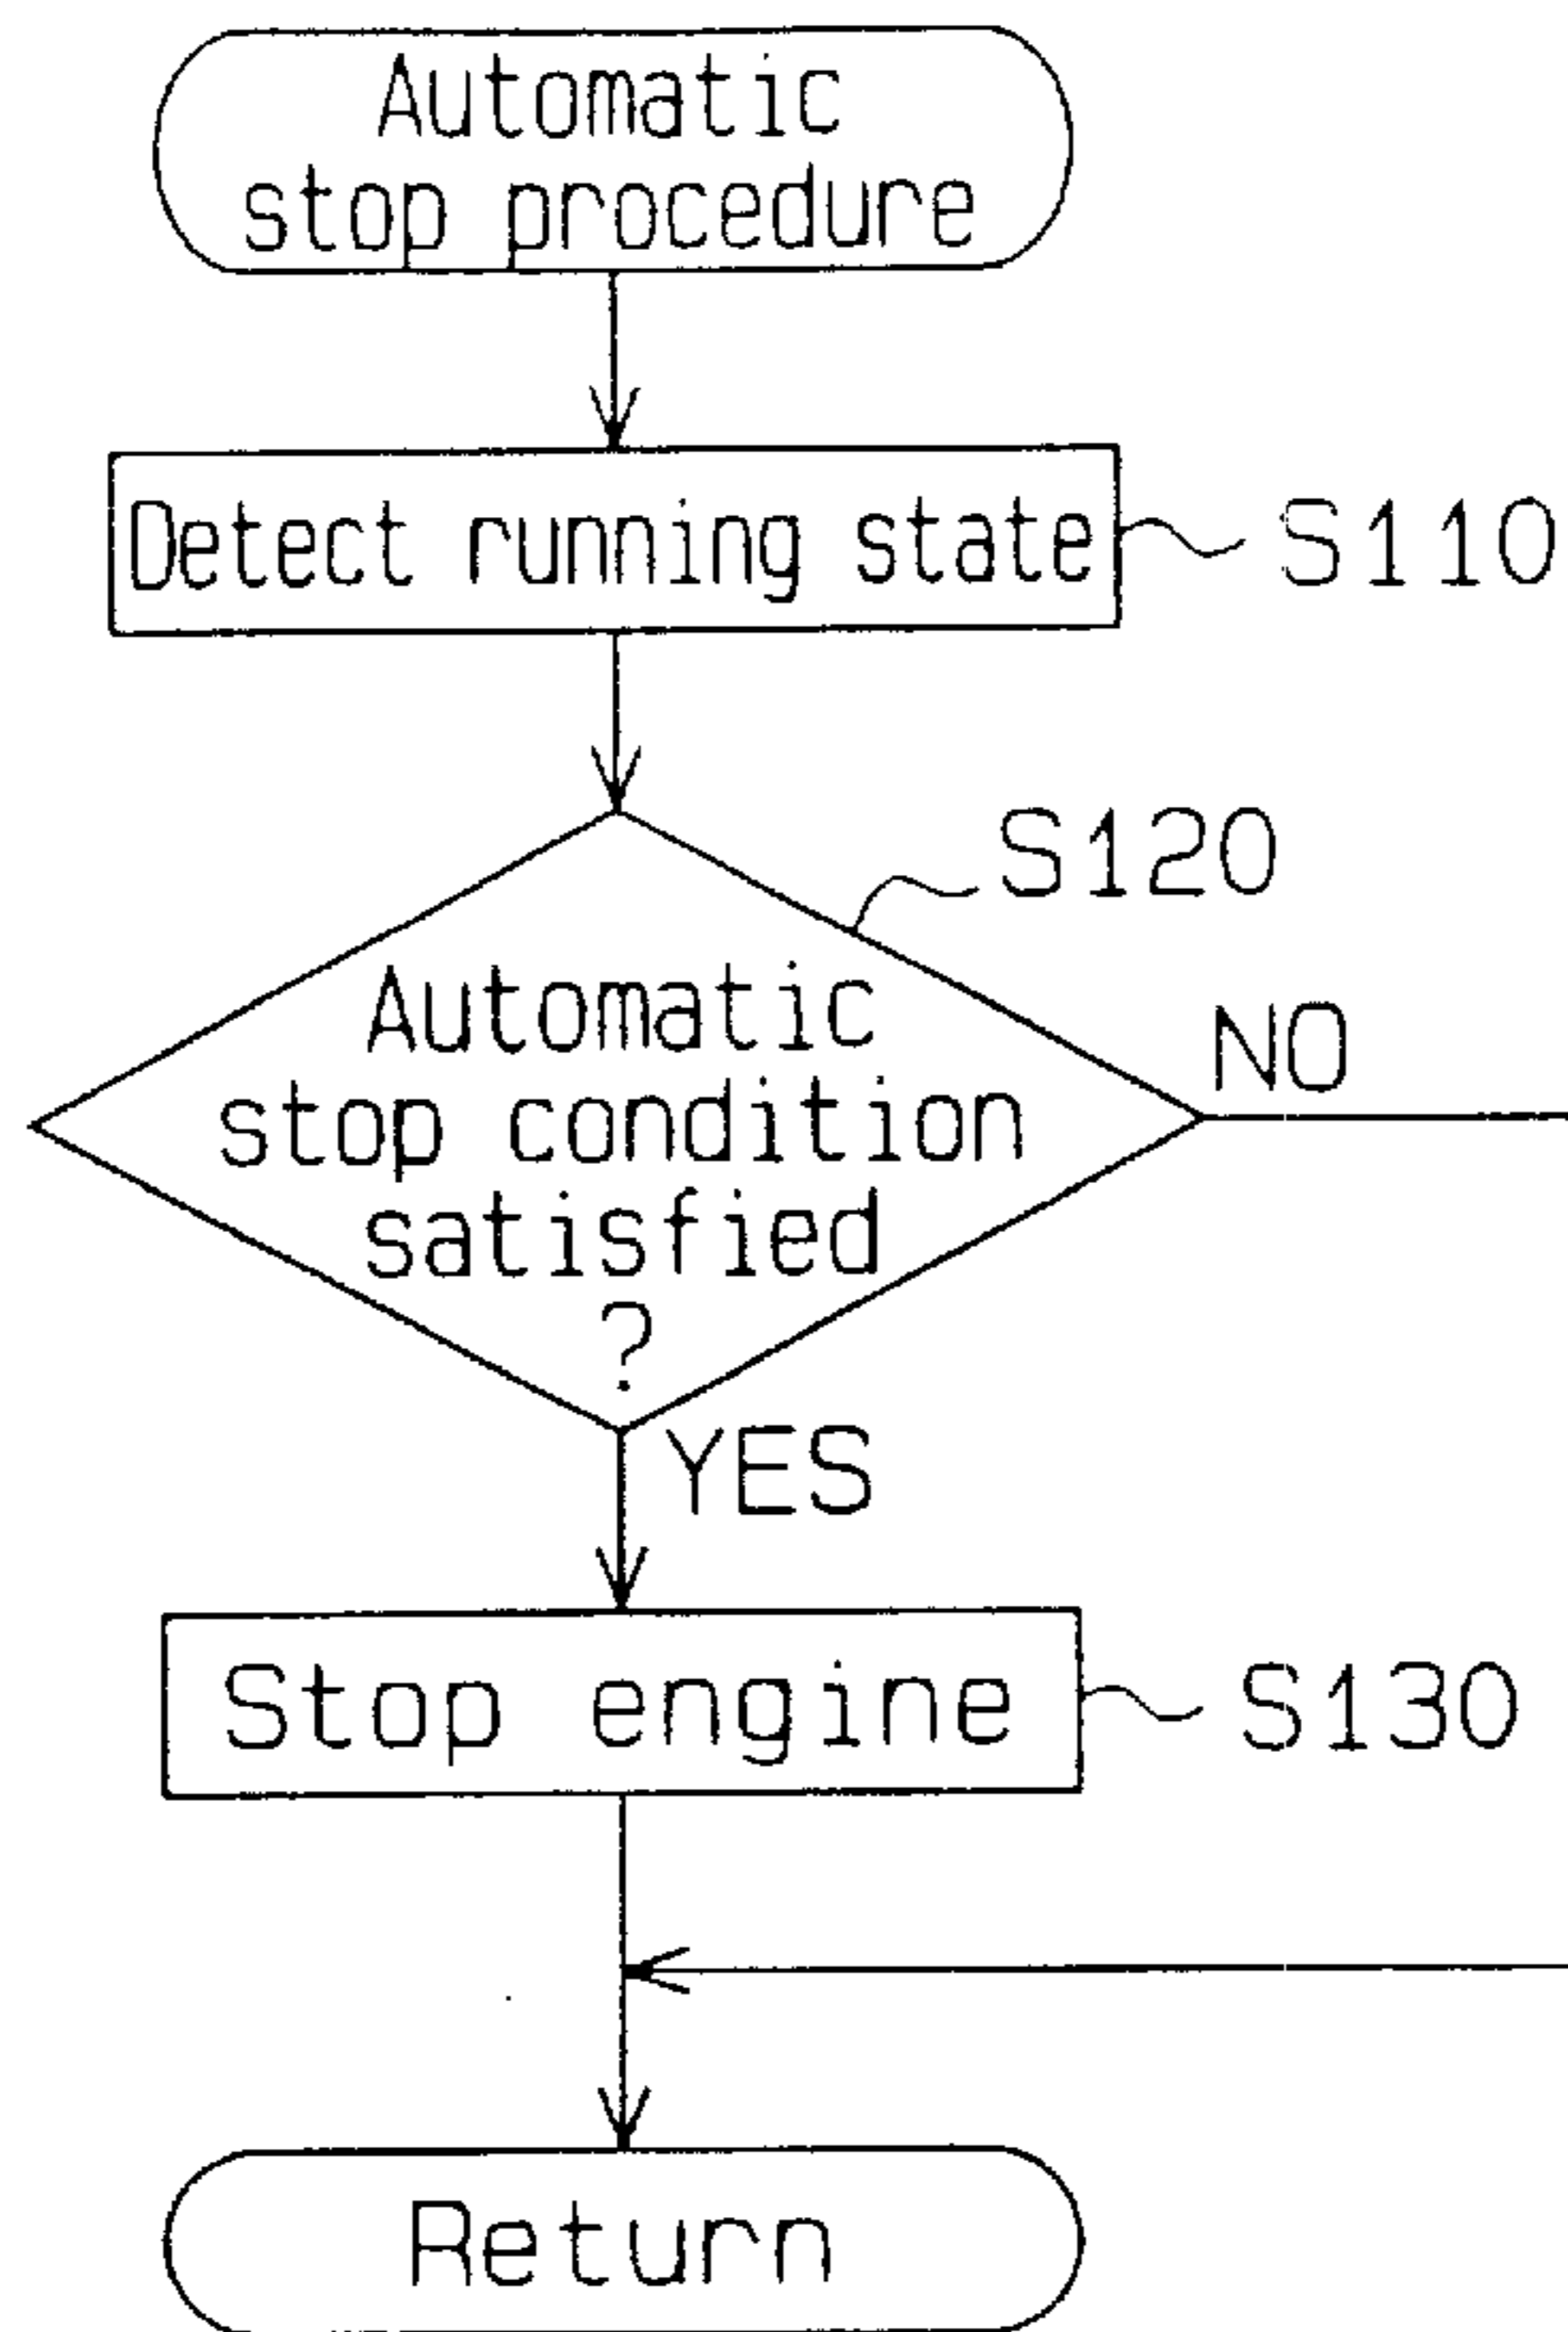 Automatic
stop procedure
Detect running state
S110
S120
Automatic
stop condition
satisfied
?
NO
YES
Stop engine
S130
Return